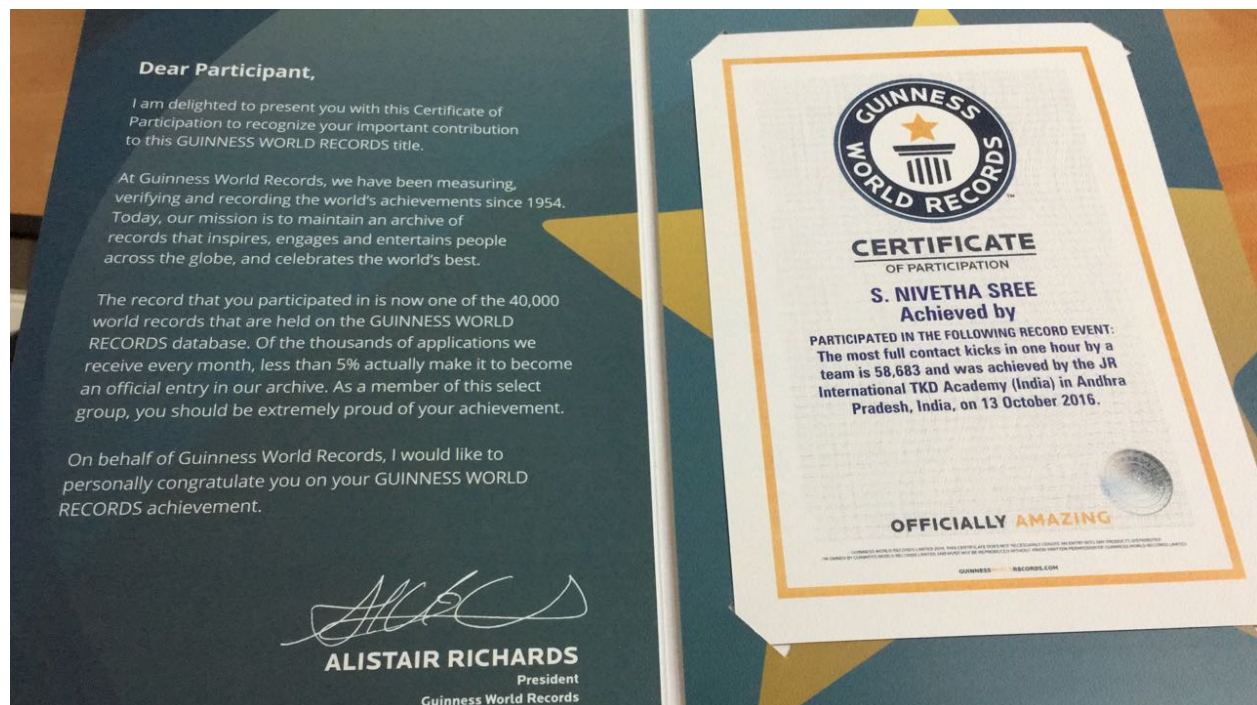 Dear Participant,
I am delighted to present you with this Certificate of
Participation to recognize your important contribution
to this GUINNESS WORLD RECORDS title.
At Guinness World Records, we have been measuring,
verifying and recording the world's achievements since 1954.
Today, our mission is to maintain an archive of
records that inspires, engages and entertains people
across the globe, and celebrates the world's best.
The record that you participated in is now one of the 40,000
world records that are held on the GUINNESS WORLD
RECORDS database. Of the thousands of applications we
receive every month, less than 5% actually make it to become
an official entry in our archive. As a member of this select
group, you should be extremely proud of your achievement.
On behalf of Guinness World Records, I would like to
personally congratulate you on your GUINNESS WORLD
RECORDS achievement.
ALISTAIR RICHARDS
President
Guinness World Records
GUINNESS
WORLD RECORDS
TM
CERTIFICATE
OF PARTICIPATION
S. NIVETHA SREE
Achieved by
PARTICIPATED IN THE FOLLOWING RECORD EVENT:
The most full contact kicks in one hour by a
team is 58,683 and was achieved by the JR
International TKD Academy (India) in Andhra
Pradesh, India, on 13 October 2016.
OFFICIALLY AMAZING
GUINNESS RECORDS.COM